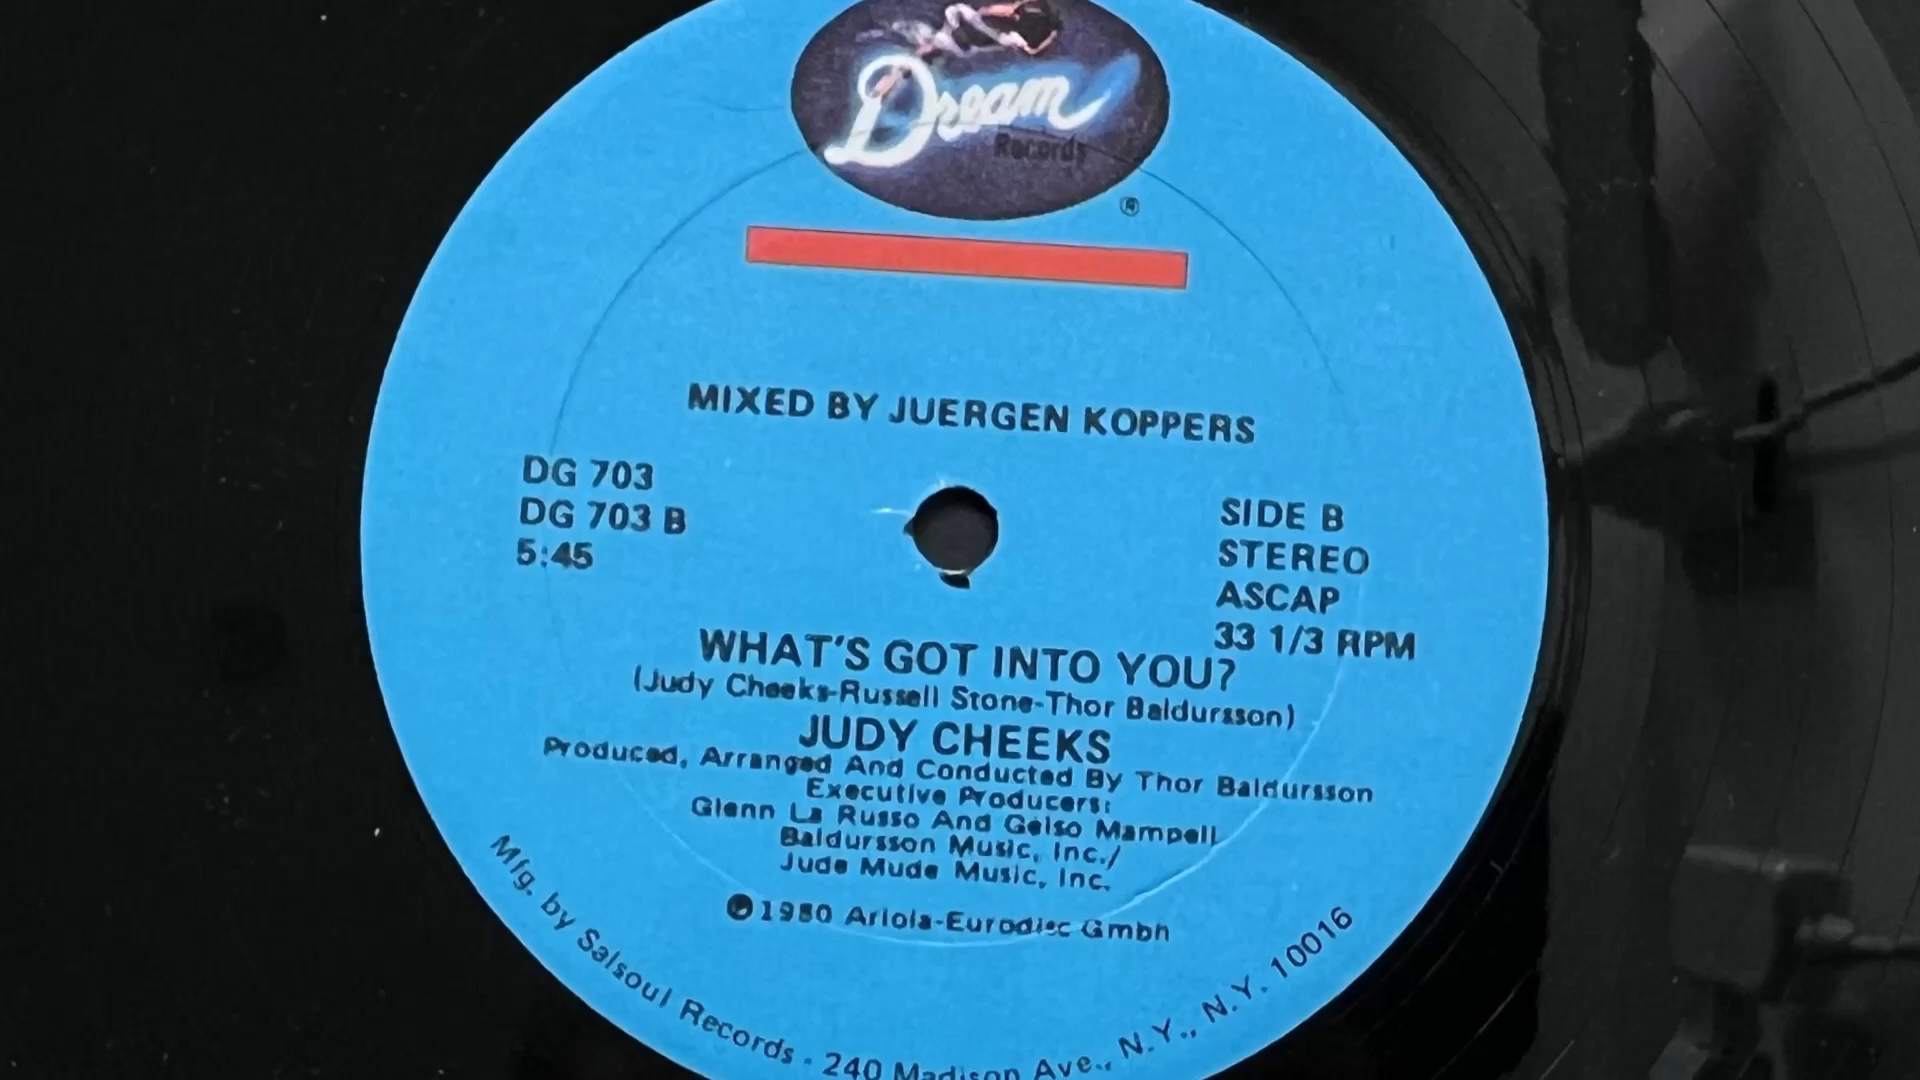 Dream
Records
®
MIXED BY JUERGEN KOPPERS
DG 703
DG 703 B
5:45
SIDE B
STEREO
ASCAP
33 1/3 RPM
WHAT'S GOT INTO YOU?
(Judy Cheeks-Russell Stone-Thor Baldursson)
JUDY CHEEKS
Produced, Arranged And Conducted By Thor Baldursson
Executive Producers:
Glenn La Russo And Gelso Mampell
Baldursson Music, Inc./
Jude Mude Music, Inc.
℗1980 Ariola-Eurodisc Gmbh
Mfg. by Salsoul Records - 240 Madison Ave., N.Y., N.Y. 10016